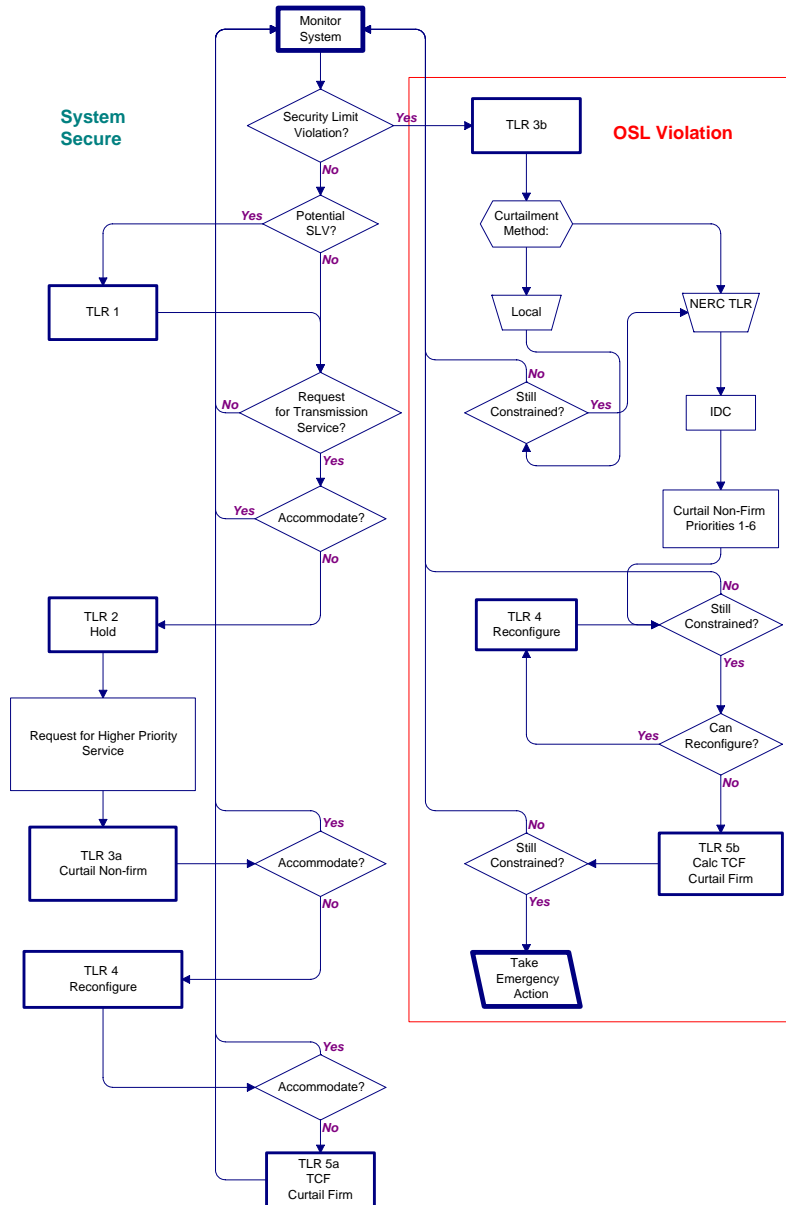 Monitor
System
System
Secure
Security Limit
Violation?
Yes
No
TLR 3b
OSL Violation
Yes
Potential
SLV?
No
Curtailment
Method:
TLR 1
Local
NERC TLR
No
Request
for Transmission
Service?
Yes
No
Still
Constrained?
Yes
IDC
Yes
Accommodate?
No
Curtail Non-Firm
Priorities 1-6
TLR 2
Hold
TLR 4
Reconfigure
No
Still
Constrained?
Yes
Request for Higher Priority
Service
Yes
Can
Reconfigure?
No
TLR 3a
Curtail Non-firm
Yes
Accommodate?
No
No
Still
Constrained?
Yes
TLR 5b
Calc TCF
Curtail Firm
TLR 4
Reconfigure
Take
Emergency
Action
Yes
Accommodate?
No
TLR 5a
TCF
Curtail Firm